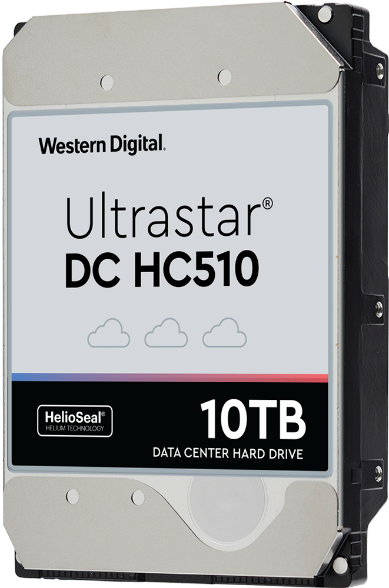 Western Digital.
Ultrastar®
DC HC510
HelioSeal®
HELIUM TECHNOLOGY
10TB
DATA CENTER HARD DRIVE